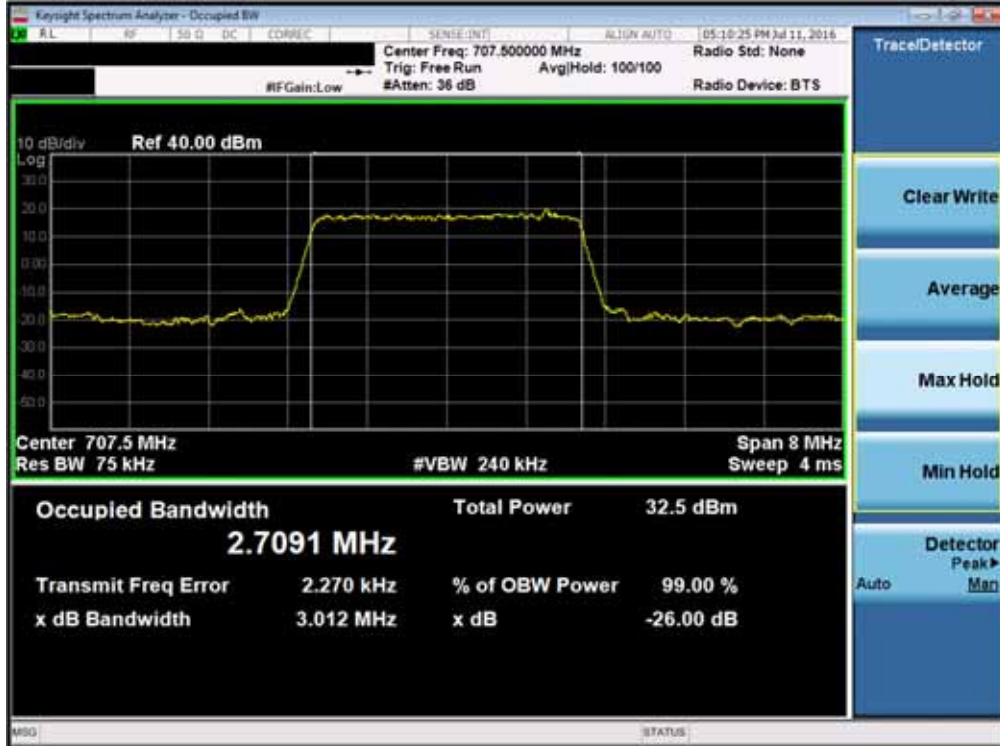 Keysight Spectrum Analyzer - Occupied BW
RL RF 50 Ω DC CORREC SENSE:INT ALIGN AUTO 05:10:25 PM Jul 11, 2016
Center Freq: 707.500000 MHz Radio Std: None
Trig: Free Run Avg|Hold: 100/100
#IFGain:Low #Atten: 36 dB Radio Device: BTS
Trace/Detector
10 dB/div Ref 40.00 dBm
Log
30.0
20.0
10.0
0.00
-10.0
-20.0
-30.0
-40.0
-50.0
Center 707.5 MHz Span 8 MHz
Res BW 75 kHz #VBW 240 kHz Sweep 4 ms
Occupied Bandwidth Total Power 32.5 dBm
2.7091 MHz
Transmit Freq Error 2.270 kHz % of OBW Power 99.00 %
x dB Bandwidth 3.012 MHz x dB -26.00 dB
Clear Write
Average
Max Hold
Min Hold
Detector
Peak▶
Auto Man
MSG STATUS